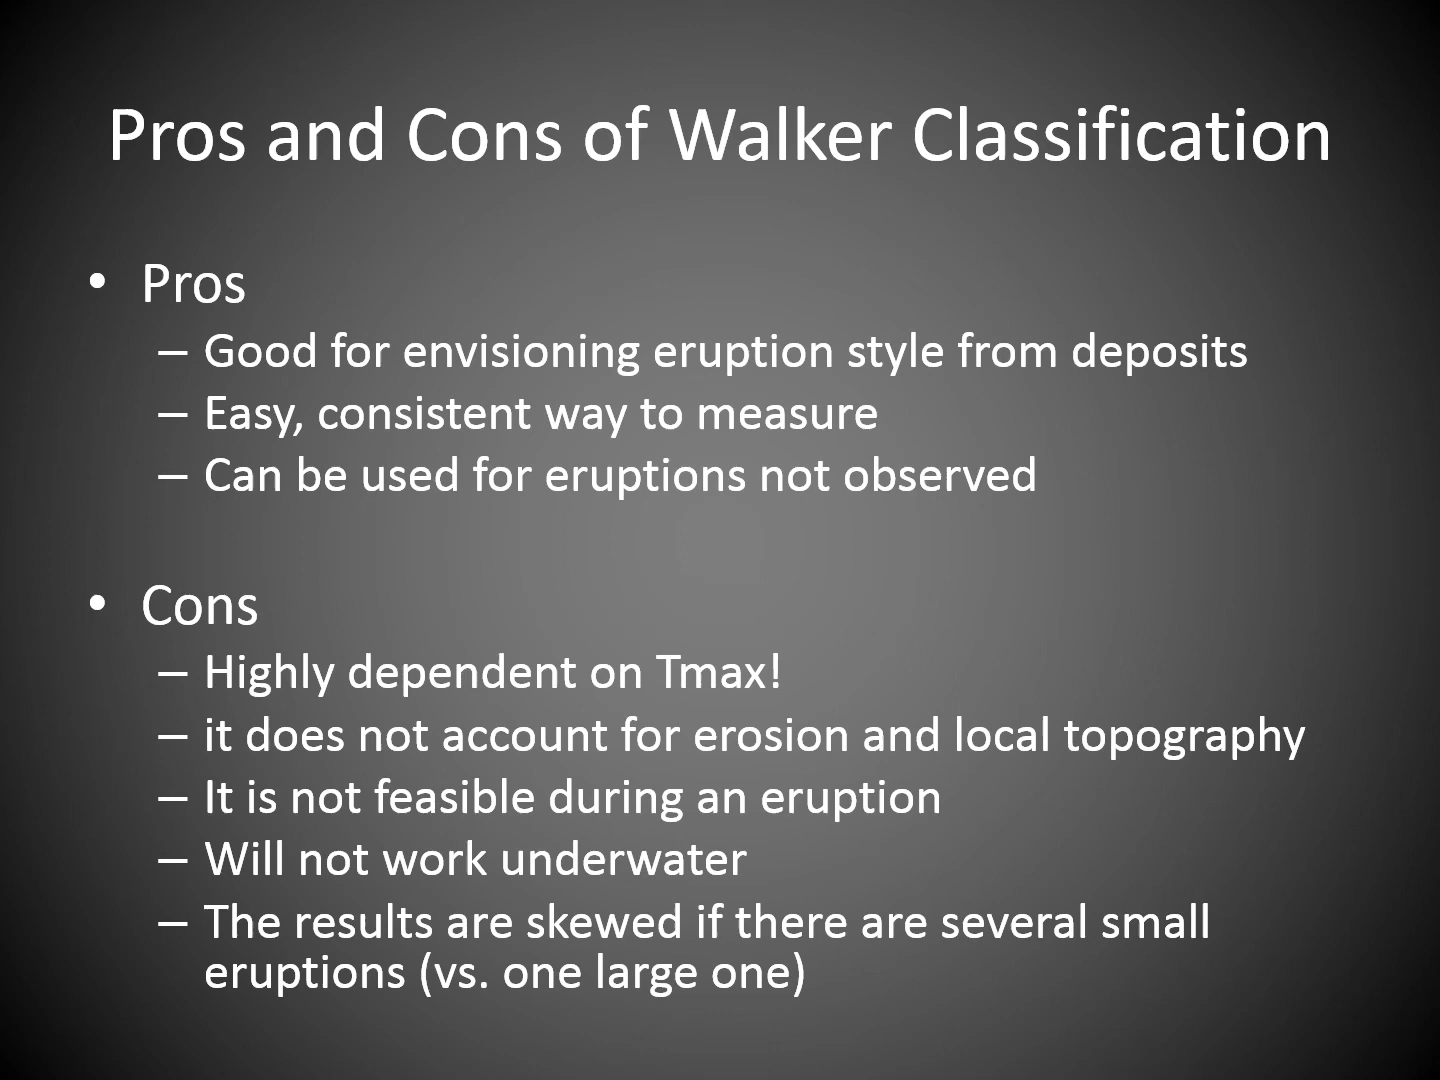 Pros and Cons of Walker Classification
• Pros
– Good for envisioning eruption style from deposits
– Easy, consistent way to measure
– Can be used for eruptions not observed
• Cons
– Highly dependent on Tmax!
– it does not account for erosion and local topography
– It is not feasible during an eruption
– Will not work underwater
– The results are skewed if there are several small
eruptions (vs. one large one)